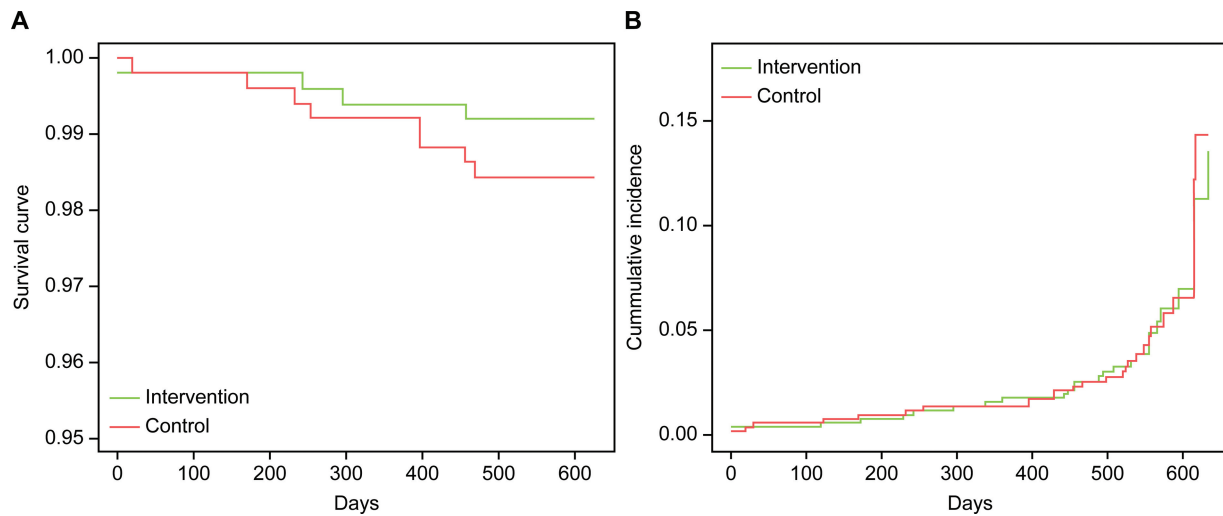 A
1.00
0.99
0.98
0.97
0.96
0.95
Survival curve
Intervention
Control
0 100 200 300 400 500 600
Days
B
Intervention
Control
0.15
0.10
0.05
0.00
Cummulative incidence
0 100 200 300 400 500 600
Days